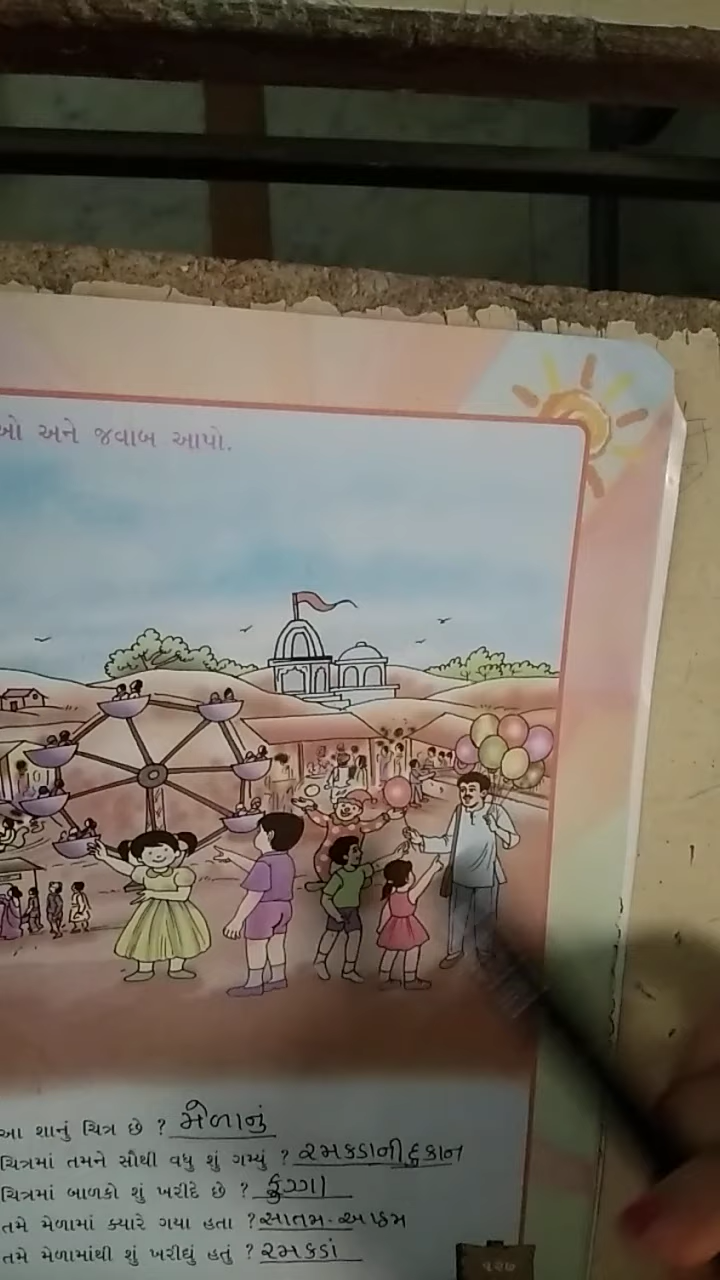 ઓ અને જવાબ આપો.
આ શાનું ચિત્ર છે ? મેળાનું
ચિત્રમાં તમને સૌથી વધુ શું ગમ્યું ? રમકડાની દુકાન
ચિત્રમાં બાળકો શું ખરીદે છે ? ફુગ્ગા
તમે મેળામાં ક્યારે ગયા હતા ? સાતમ-આઠમ
તમે મેળામાંથી શું ખરીદ્યું હતું ? રમકડાં
૧૨૭